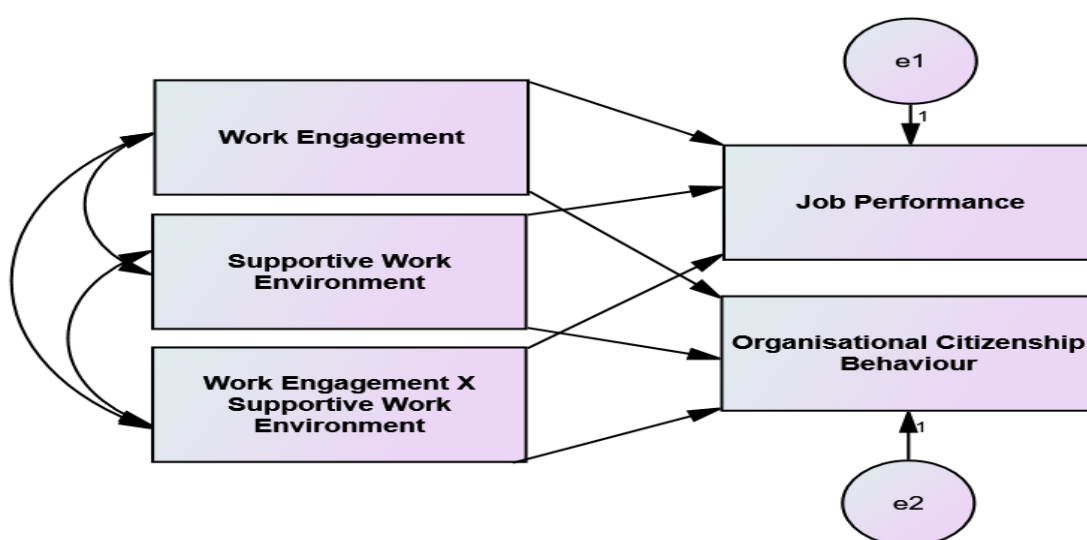 e1
1
Work Engagement
Job Performance
Supportive Work
Environment
Organisational Citizenship
Behaviour
Work Engagement X
Supportive Work
Environment
1
e2